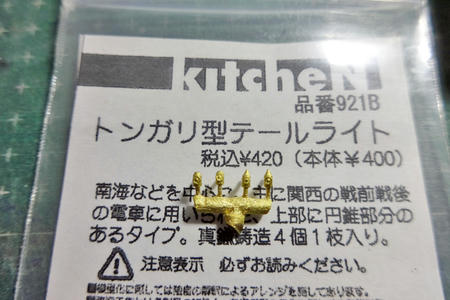 kitcheN
品番921B
トンガリ型テールライト
税込¥420（本体¥400）
南海などを中心に、主に関西の戦前戦後
の電車に用いられ 上部に円錐部分の
あるタイプ。真鍮鋳造4個1枚入り。
注意表示 必ずお読みください。